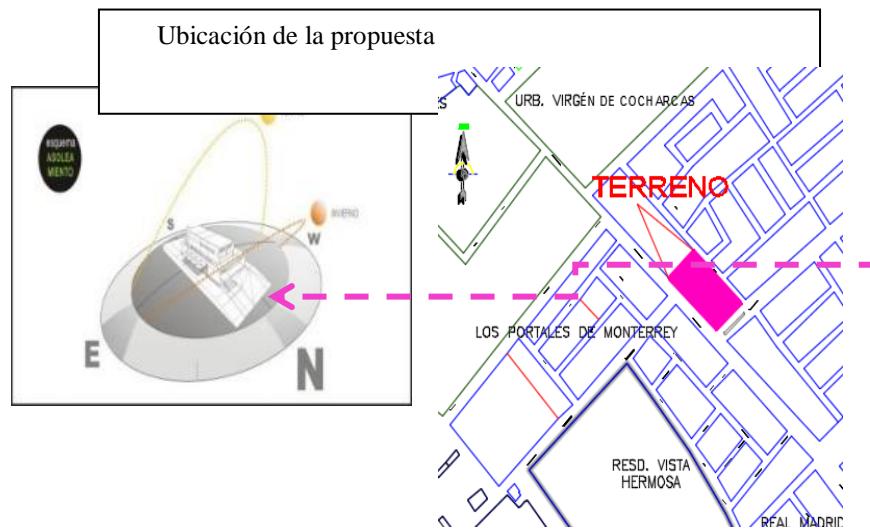 Ubicación de la propuesta
esquema
ASOLEA
MIENTO
INVIERNO
S
W
E
N
URB. VIRGÉN DE COCHARCAS
TERRENO
LOS PORTALES DE MONTERREY
RESD. VISTA
HERMOSA
REAL MADRID